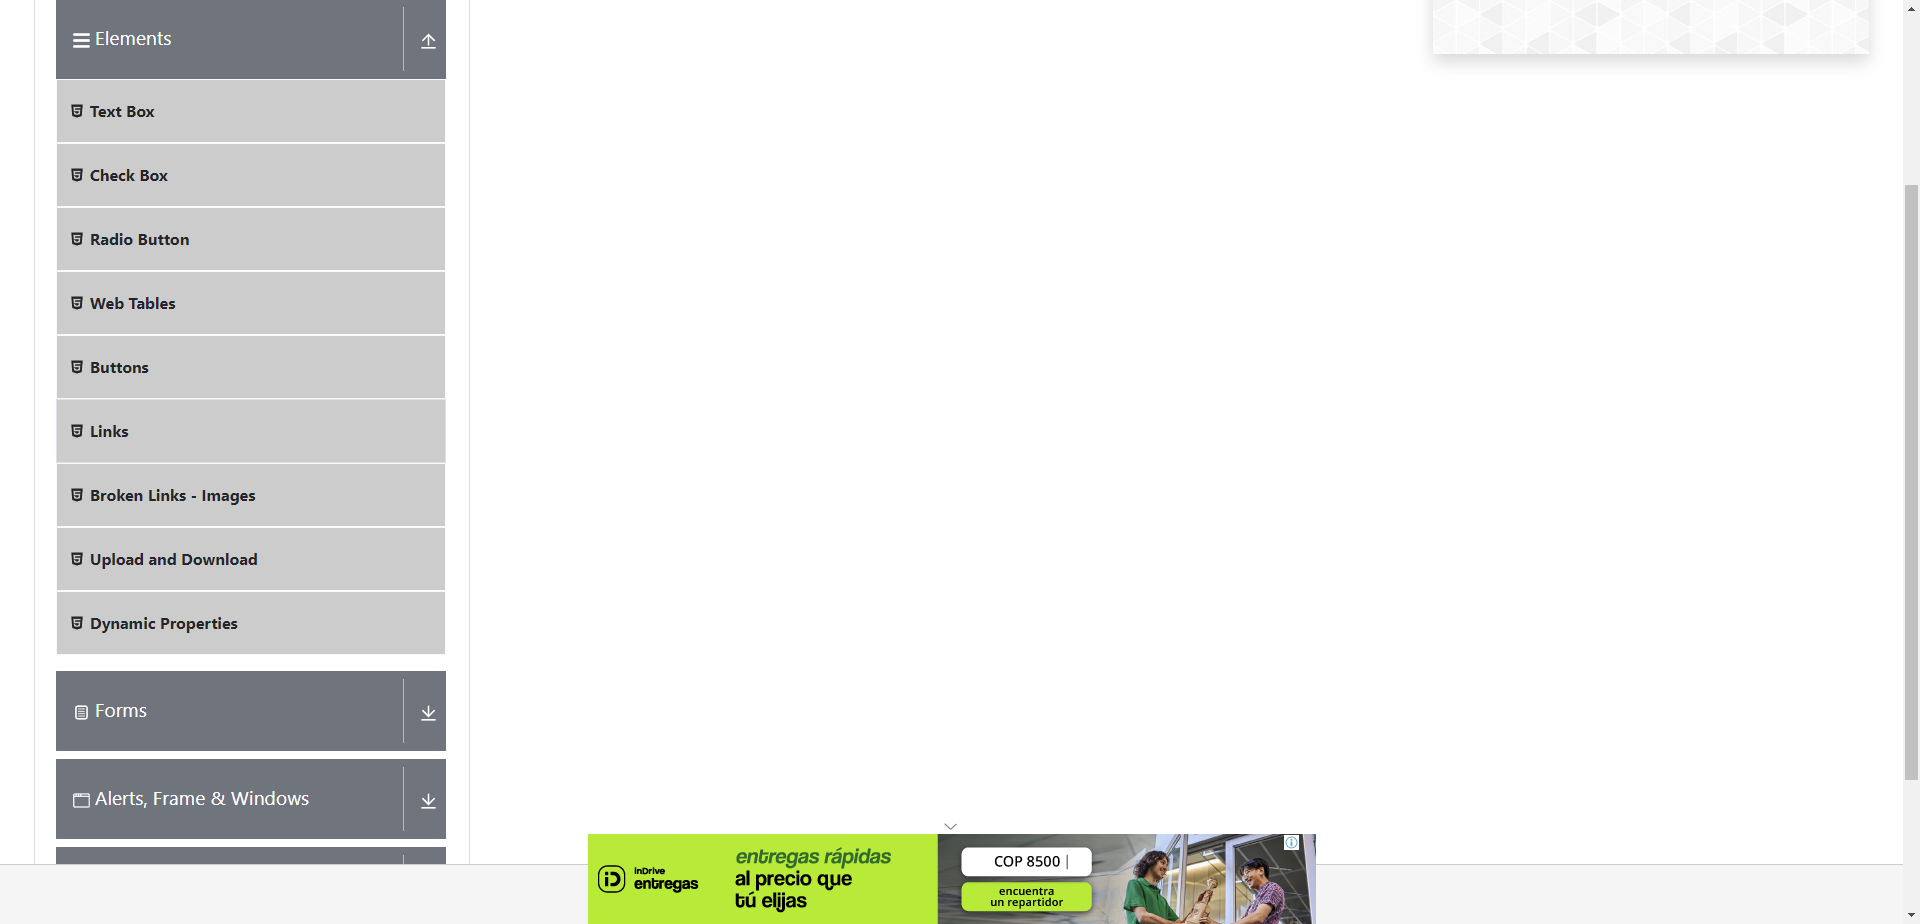 Elements
Text Box
Check Box
Radio Button
Web Tables
Buttons
Links
Broken Links - Images
Upload and Download
Dynamic Properties
Forms
Alerts, Frame & Windows
inDrive
entregas
entregas rápidas
al precio que
tú elijas
COP 8500 |
encuentra
un repartidor